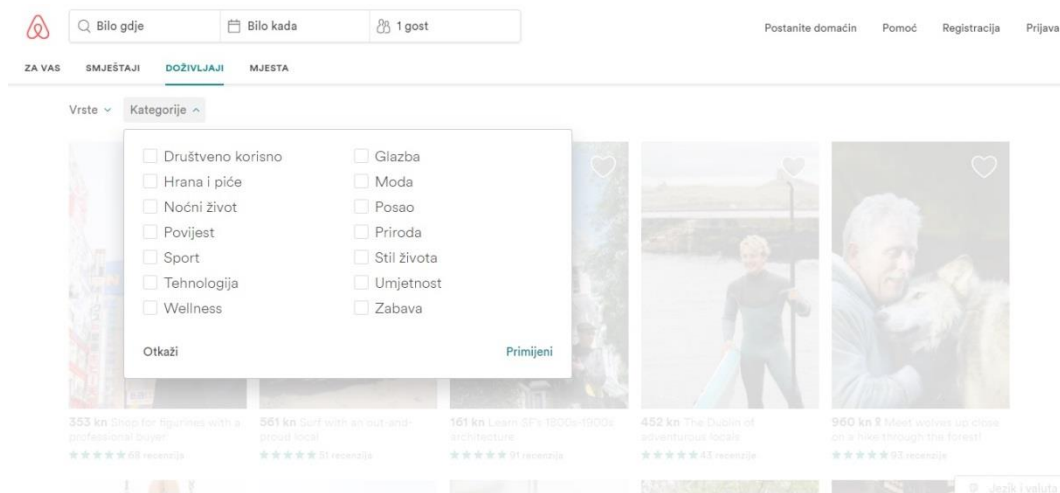 Bilo gdje
Bilo kada
1 gost
Postanite domaćin
Pomoć
Registracija
Prijava
ZA VAS
SMJEŠTAJI
DOŽIVLJAJI
MJESTA
Vrste
Kategorije
Društveno korisno
Glazba
Hrana i piće
Moda
Noćni život
Posao
Povijest
Priroda
Sport
Stil života
Tehnologija
Umjetnost
Wellness
Zabava
Otkaži
Primijeni
353 kn Shop for figurines with a
professional buyer
68 recenzija
561 kn Surf with an out-and-
proud local
51 recenzija
161 kn Learn SF's 1800s-1900s
architecture
91 recenzija
452 kn The Dublin of
adventurous locals
43 recenzija
960 kn Meet wolves up close
on a hike through the forest!
93 recenzije
Jezik i valuta